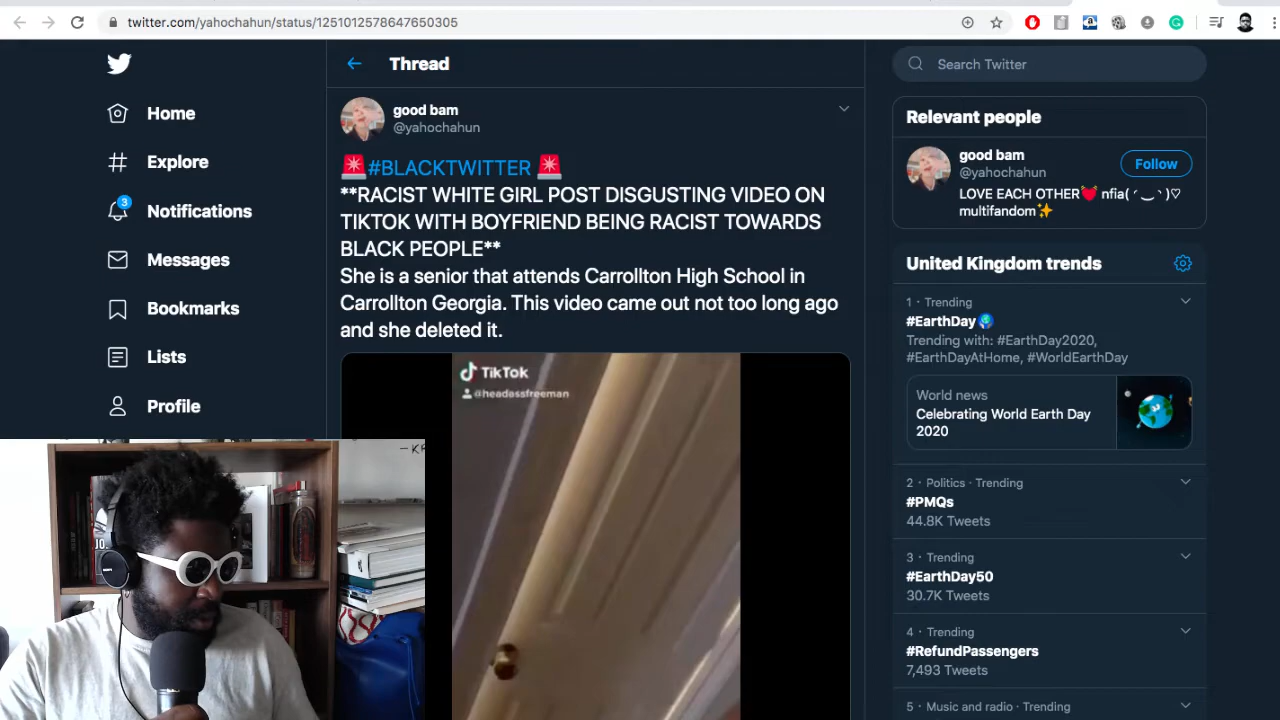 twitter.com/yahochahun/status/1251012578647650305
Home
Explore
3
Notifications
Messages
Bookmarks
Lists
Profile
Thread
good bam
@yahochahun
🚨#BLACKTWITTER 🚨
**RACIST WHITE GIRL POST DISGUSTING VIDEO ON
TIKTOK WITH BOYFRIEND BEING RACIST TOWARDS
BLACK PEOPLE**
She is a senior that attends Carrollton High School in
Carrollton Georgia. This video came out not too long ago
and she deleted it.
TikTok
@headassfreeman
Search Twitter
Relevant people
good bam
@yahochahun
Follow
LOVE EACH OTHER💓 nfia( ˊ ‿ ˋ )♡
multifandom✨
United Kingdom trends
1 · Trending
#EarthDay🌎
Trending with: #EarthDay2020,
#EarthDayAtHome, #WorldEarthDay
World news
Celebrating World Earth Day
2020
2 · Politics · Trending
#PMQs
44.8K Tweets
3 · Trending
#EarthDay50
30.7K Tweets
4 · Trending
#RefundPassengers
7,493 Tweets
5 · Music and radio · Trending